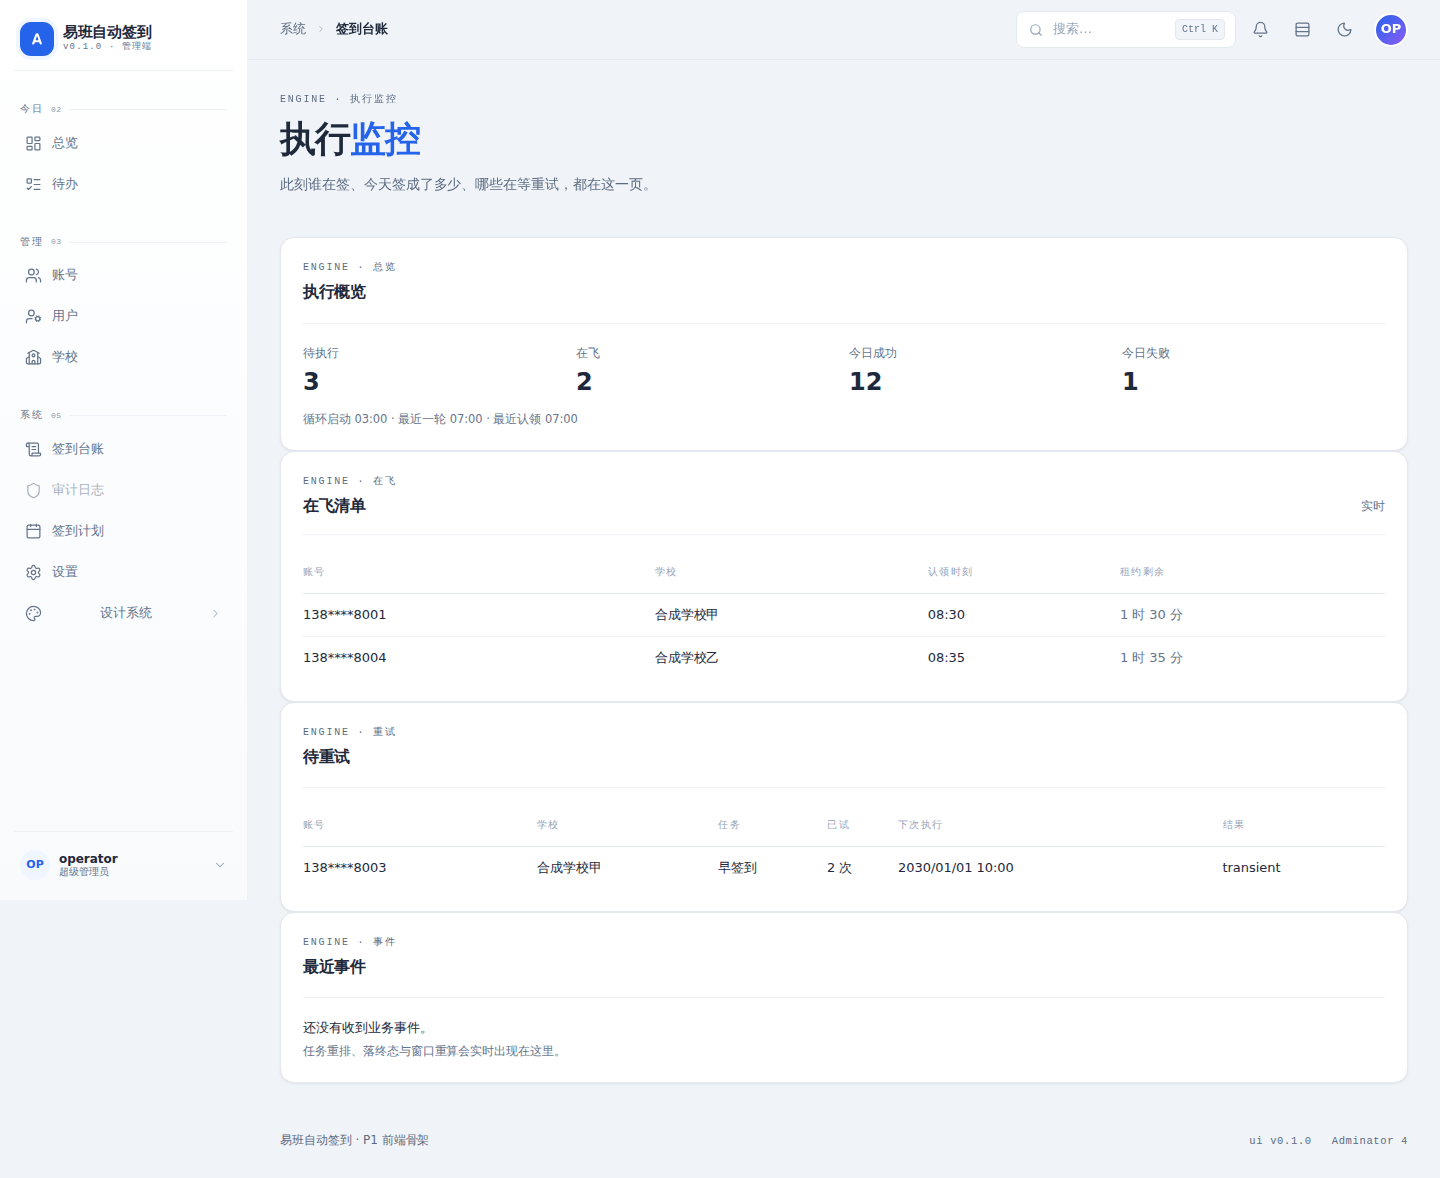 A
易班自动签到
v0.1.0 · 管理端
今日 02
总览
待办
管理 03
账号
用户
学校
系统 05
签到台账
审计日志
签到计划
设置
设计系统
OP
operator
超级管理员
系统 › 签到台账
搜索... Ctrl K
OP
ENGINE · 执行监控
执行监控
此刻谁在签、今天签成了多少、哪些在等重试，都在这一页。
ENGINE · 总览
执行概览
待执行 在飞 今日成功 今日失败
3 2 12 1
循环启动 03:00 · 最近一轮 07:00 · 最近认领 07:00
ENGINE · 在飞
在飞清单 实时
账号 学校 认领时刻 租约剩余
138****8001 合成学校甲 08:30 1 时 30 分
138****8004 合成学校乙 08:35 1 时 35 分
ENGINE · 重试
待重试
账号 学校 任务 已试 下次执行 结果
138****8003 合成学校甲 早签到 2 次 2030/01/01 10:00 transient
ENGINE · 事件
最近事件
还没有收到业务事件。
任务重排、落终态与窗口重算会实时出现在这里。
易班自动签到 · P1 前端骨架 ui v0.1.0 Adminator 4